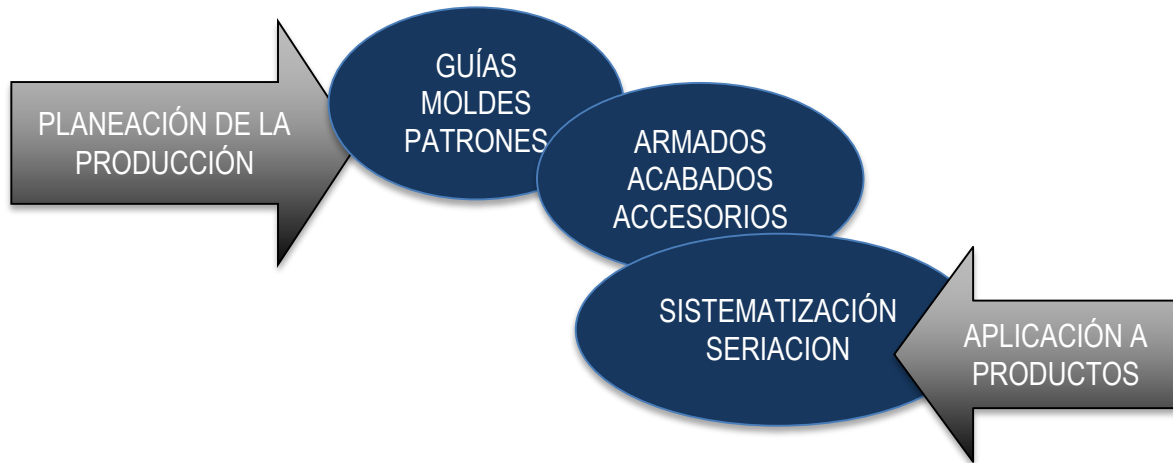 PLANEACIÓN DE LA
PRODUCCIÓN
GUÍAS
MOLDES
PATRONES
ARMADOS
ACABADOS
ACCESORIOS
SISTEMATIZACIÓN
SERIACION
APLICACIÓN A
PRODUCTOS